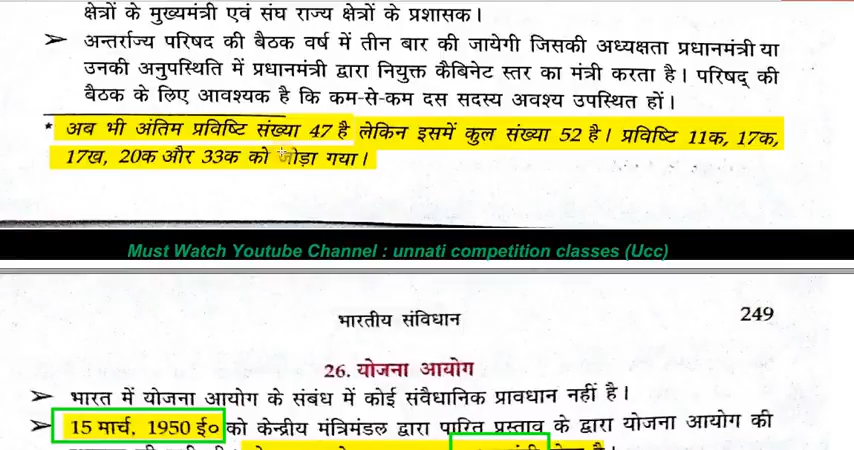 क्षेत्रों के मुख्यमंत्री एवं संघ राज्य क्षेत्रों के प्रशासक।
➢ अन्तर्राज्य परिषद की बैठक वर्ष में तीन बार की जायेगी जिसकी अध्यक्षता प्रधानमंत्री या
उनकी अनुपस्थिति में प्रधानमंत्री द्वारा नियुक्त कैबिनेट स्तर का मंत्री करता है। परिषद् की
बैठक के लिए आवश्यक है कि कम-से-कम दस सदस्य अवश्य उपस्थित हों।
* अब भी अंतिम प्रविष्टि संख्या 47 है लेकिन इसमें कुल संख्या 52 है। प्रविष्टि 11क, 17क,
17ख, 20क और 33क को जोड़ा गया।
Must Watch Youtube Channel : unnati competition classes (Ucc)
भारतीय संविधान 249
26. योजना आयोग
➢ भारत में योजना आयोग के संबंध में कोई संवैधानिक प्रावधान नहीं है।
➢ 15 मार्च, 1950 ई० को केन्द्रीय मंत्रिमंडल द्वारा पारित प्रस्ताव के द्वारा योजना आयोग की